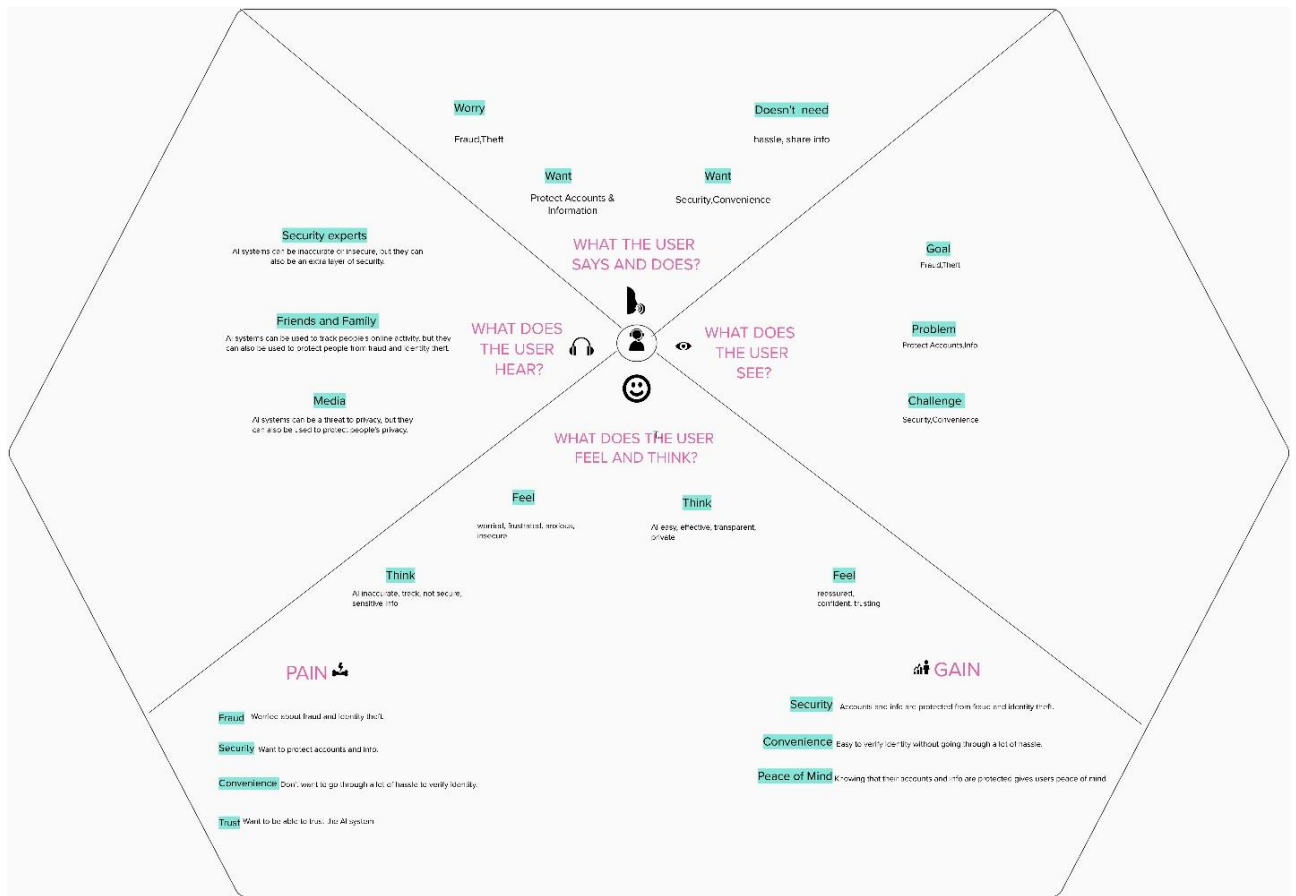 Worry
Fraud,Theft
Want
Protect Accounts &
Information
Doesn't need
hassle, share info
Want
Security,Convenience
WHAT THE USER
SAYS AND DOES?
Security experts
AI systems can be inaccurate or insecure, but they can
also be an extra layer of security.
Friends and Family
AI systems can be used to track people's online activity, but they
can also be used to protect people from fraud and identity theft.
Media
AI systems can be a threat to privacy, but they
can also be used to protect people's privacy.
WHAT DOES
THE USER
HEAR?
WHAT DOES
THE USER
SEE?
Goal
Fraud,Theft
Problem
Protect Accounts,Info
Challenge
Security,Convenience
WHAT DOES THE USER
FEEL AND THINK?
Feel
worried, frustrated, anxious,
insecure
Think
AI easy, effective, transparent,
private
Think
AI inaccurate, track, not secure,
sensitive info
Feel
reassured,
confident, trusting
PAIN
Fraud Worried about fraud and identity theft.
Security Want to protect accounts and info.
Convenience Don't want to go through a lot of hassle to verify identity.
Trust Want to be able to trust the AI system
GAIN
Security Accounts and info are protected from fraud and identity theft.
Convenience Easy to verify identity without going through a lot of hassle.
Peace of Mind Knowing that their accounts and info are protected gives users peace of mind